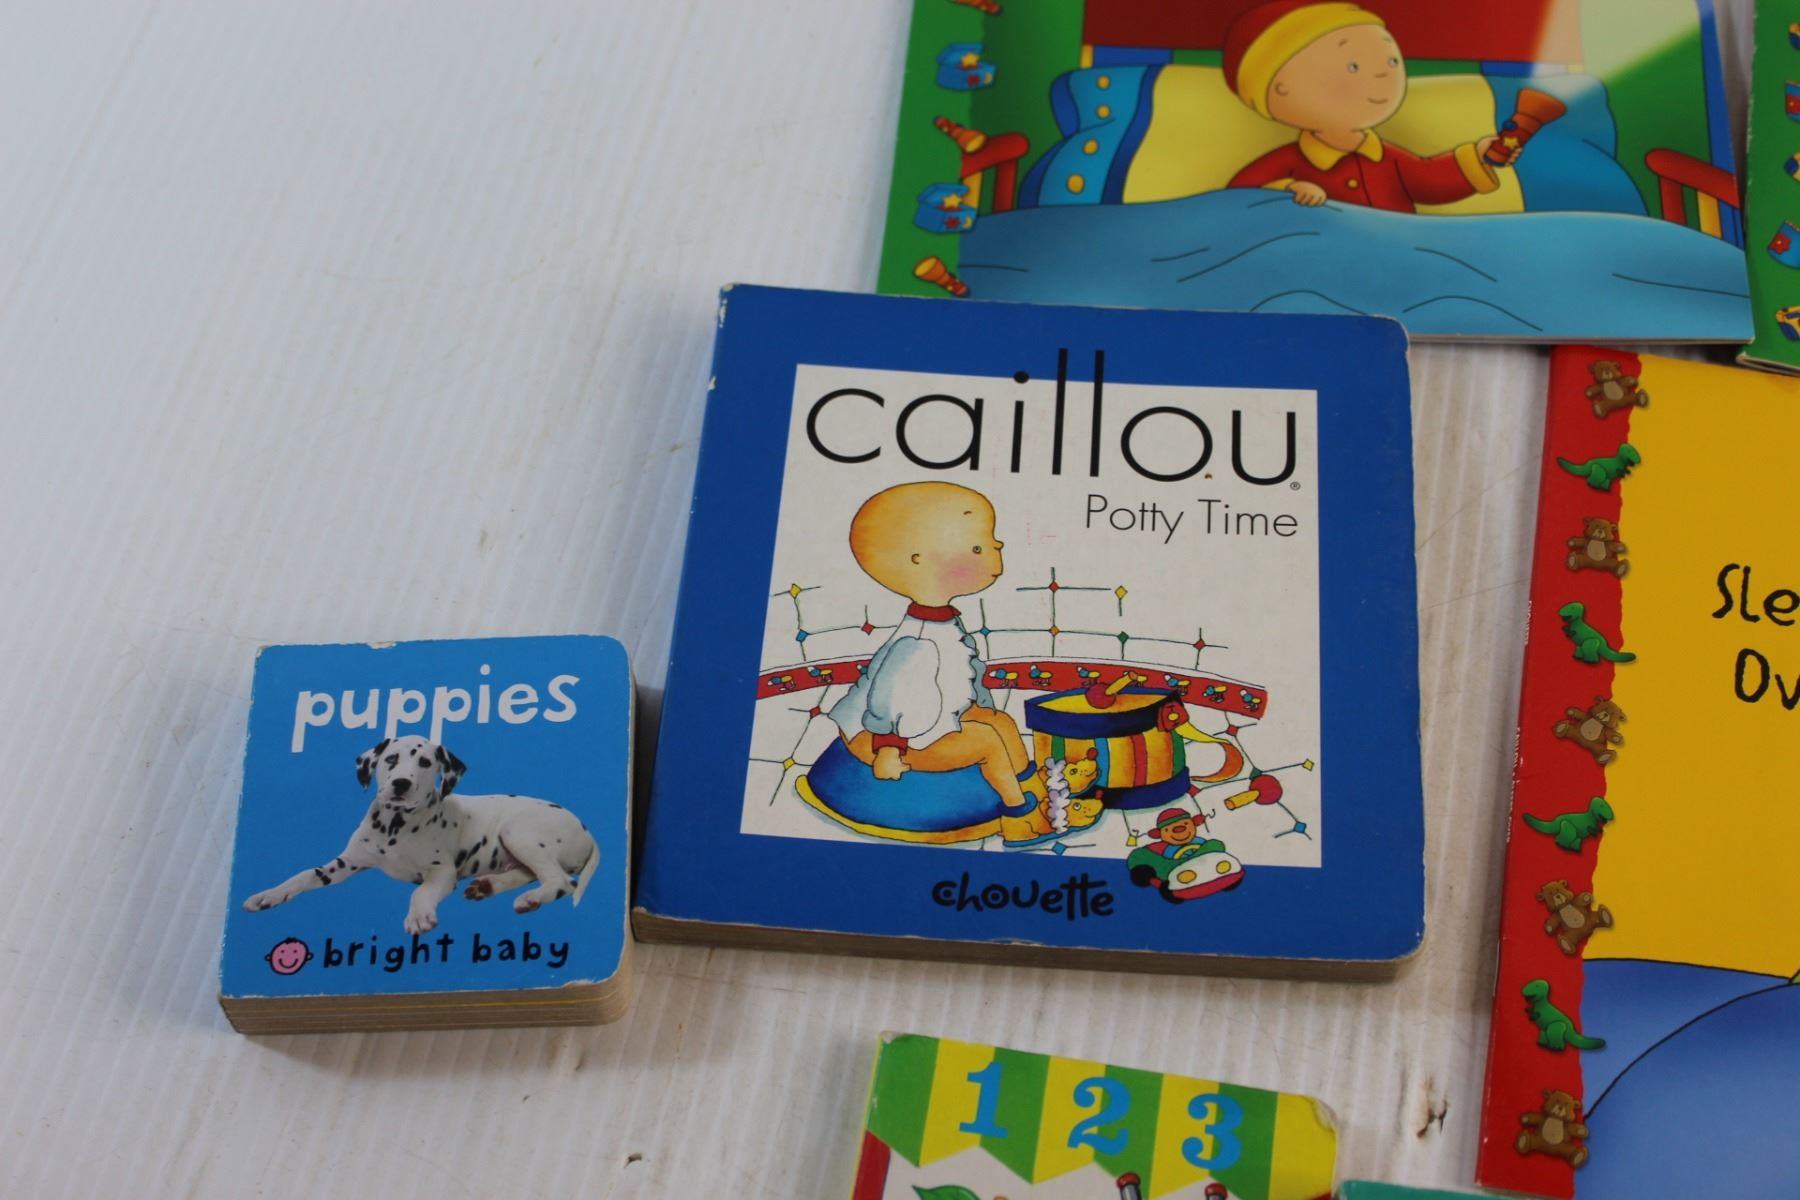 caillou®
Potty Time
chouette
puppies
bright baby
Sle
Ov
1 2 3